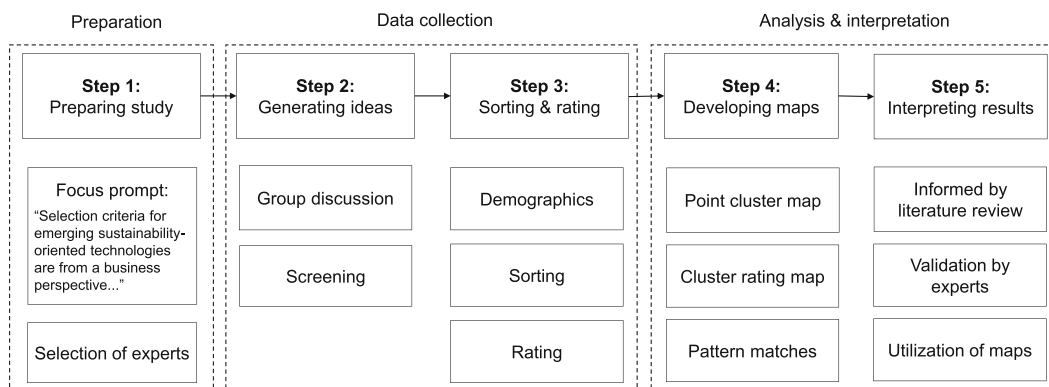 Preparation
Data collection
Analysis & interpretation
Step 1:
Preparing study
Step 2:
Generating ideas
Step 3:
Sorting & rating
Step 4:
Developing maps
Step 5:
Interpreting results
Focus prompt:
“Selection criteria for
emerging sustainability-
oriented technologies
are from a business
perspective...”
Selection of experts
Group discussion
Screening
Demographics
Sorting
Rating
Point cluster map
Cluster rating map
Pattern matches
Informed by
literature review
Validation by
experts
Utilization of maps